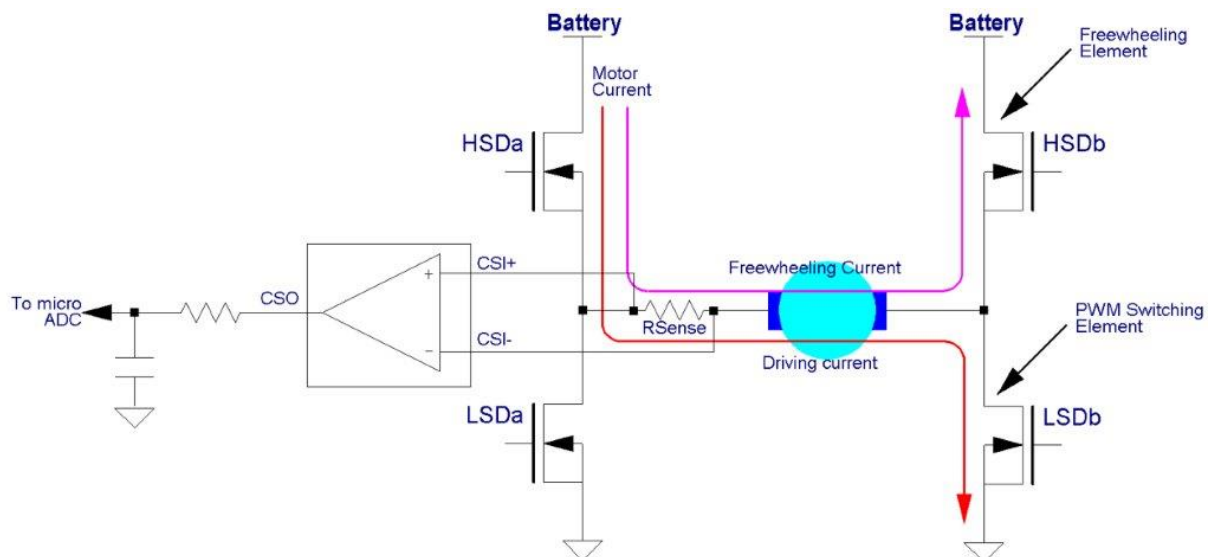 Battery
Battery
Freewheeling
Element
Motor
Current
HSDa
HSDb
CSI+
Freewheeling Current
To micro
ADC
CSO
+
RSense
PWM Switching
Element
CSI-
-
Driving current
LSDa
LSDb